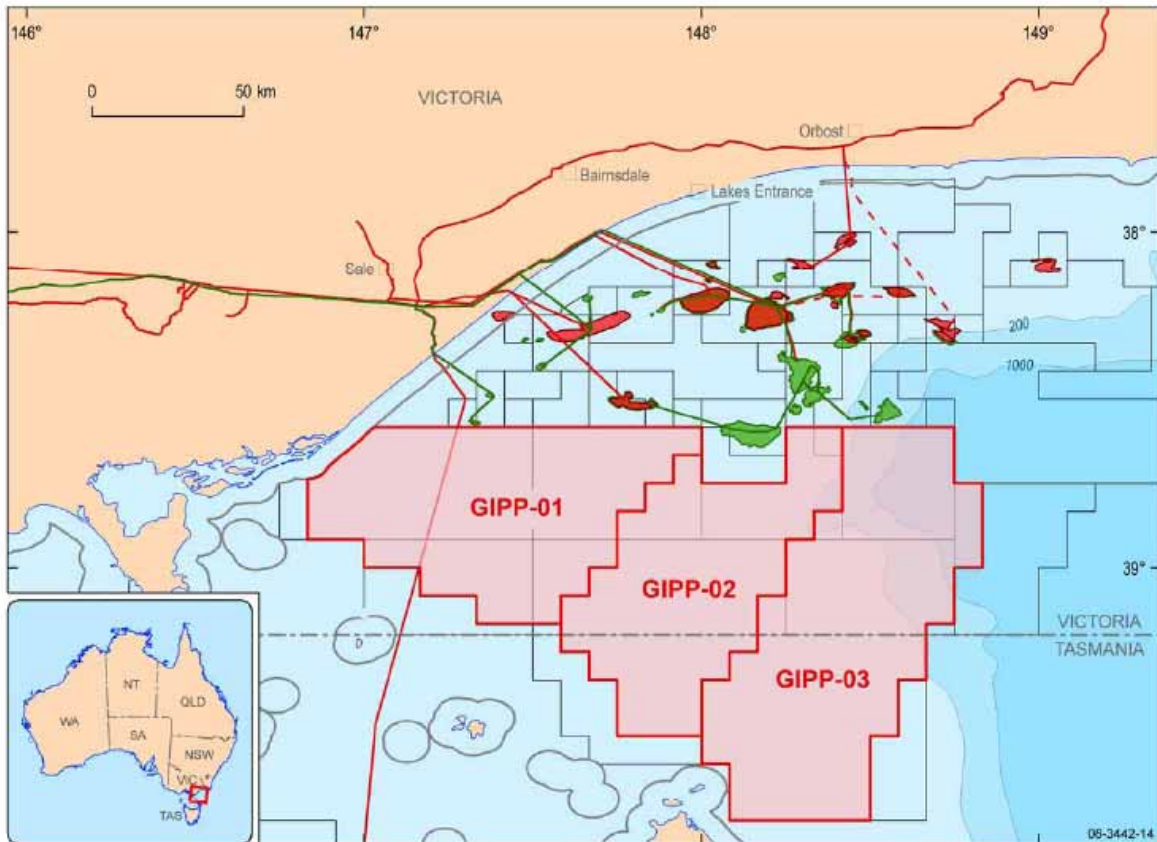 146°
147°
148°
149°
0
50 km
VICTORIA
Orbost
Bairnsdale
Lakes Entrance
38°
Sale
200
1000
GIPP-01
GIPP-02
39°
VICTORIA
TASMANIA
GIPP-03
NT
QLD
WA
SA
NSW
VIC
TAS
06-3442-14